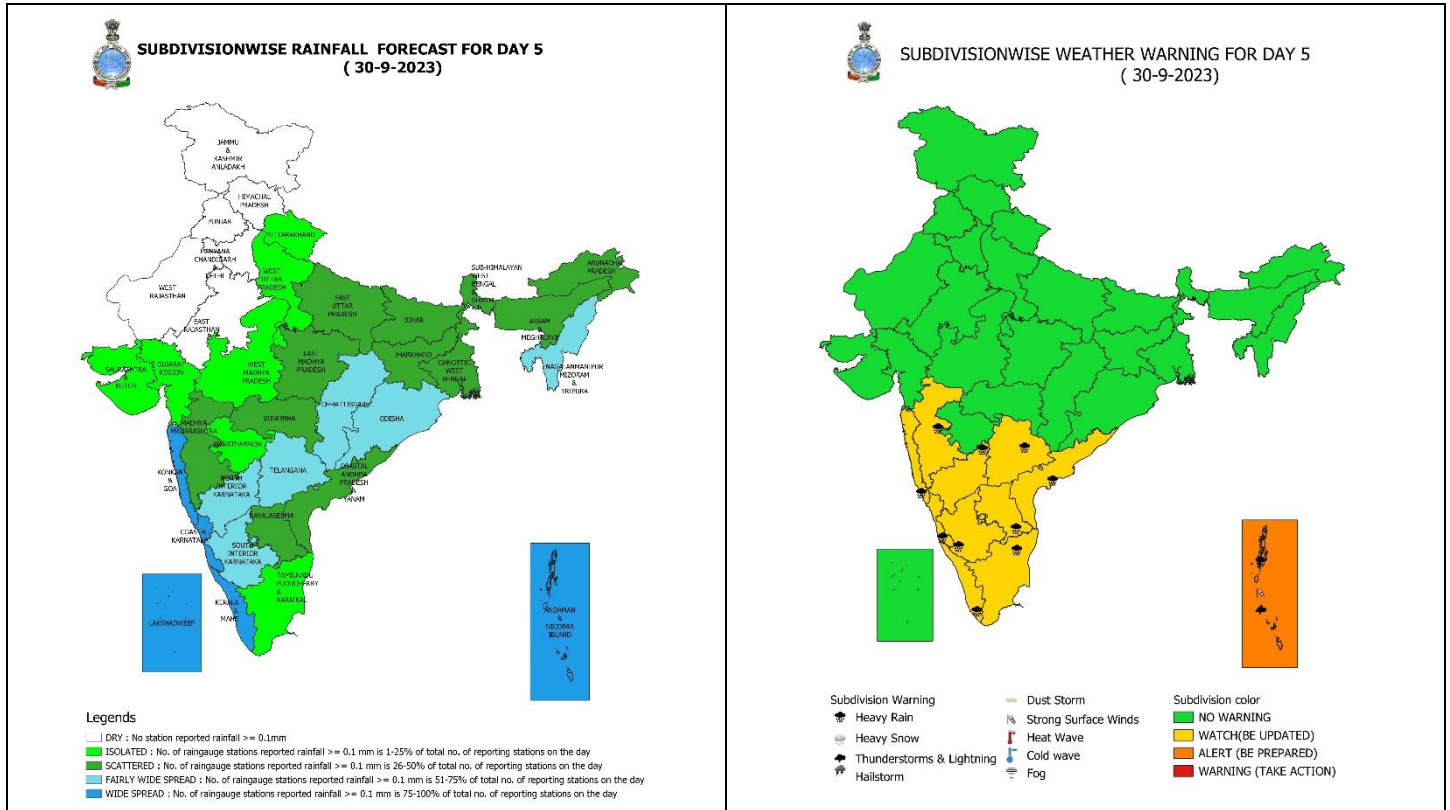 SUBDIVISIONWISE RAINFALL FORECAST FOR DAY 5
( 30-9-2023)
JAMMU
&
KASHMIR
ANLADAKH
HIMACHAL
PRADESH
PUNJAB
UTTARAKHAND
HARYANA
CHANDIGARH
&
DELHI
WEST
UTTAR
PRADESH
WEST
RAJASTHAN
EAST
RAJASTHAN
EAST
UTTAR
PRADESH
BIHAR
SUB-HIMALAYAN
WEST
BENGAL
&
SIKKIM
ARUNACHAL
PRADESH
ASSAM
&
MEGHALAYA
NAGALANMANIPUR
MIZORAM
&
TRIPURA
SAURASHTRA
&
KUTCH
GUJARAT
REGION
WEST
MADHYA
PRADESH
EAST
MADHYA
PRADESH
JHARKHAND
GANGETIC
WEST
BENGAL
CHHATTISGARH
ODISHA
VIDARBHA
MADHYA
MAHARASHTRA
MARATHAWADA
KONKAN
&
GOA
TELANGANA
NORTH
INTERIOR
KARNATAKA
COASTAL
ANDHRA
PRADESH
&
YANAM
RAYALASEEMA
COASTAL
KARNATAKA
SOUTH
INTERIOR
KARNATAKA
TAMILNADU
PUDUCHERRY
&
KARAIKAL
KERALA
&
MAHE
LAKSHADWEEP
ANDAMAN
&
NICOBAR
ISLAND
Legends
DRY : No station reported rainfall >= 0.1mm
ISOLATED : No. of raingauge stations reported rainfall >= 0.1 mm is 1-25% of total no. of reporting stations on the day
SCATTERED : No. of raingauge stations reported rainfall >= 0.1 mm is 26-50% of total no. of reporting stations on the day
FAIRLY WIDE SPREAD : No. of raingauge stations reported rainfall >= 0.1 mm is 51-75% of total no. of reporting stations on the day
WIDE SPREAD : No. of raingauge stations reported rainfall >= 0.1 mm is 75-100% of total no. of reporting stations on the day
SUBDIVISIONWISE WEATHER WARNING FOR DAY 5
( 30-9-2023)
Subdivision Warning
Heavy Rain
Heavy Snow
Thunderstorms & Lightning
Hailstorm
Dust Storm
Strong Surface Winds
Heat Wave
Cold wave
Fog
Subdivision color
NO WARNING
WATCH(BE UPDATED)
ALERT (BE PREPARED)
WARNING (TAKE ACTION)